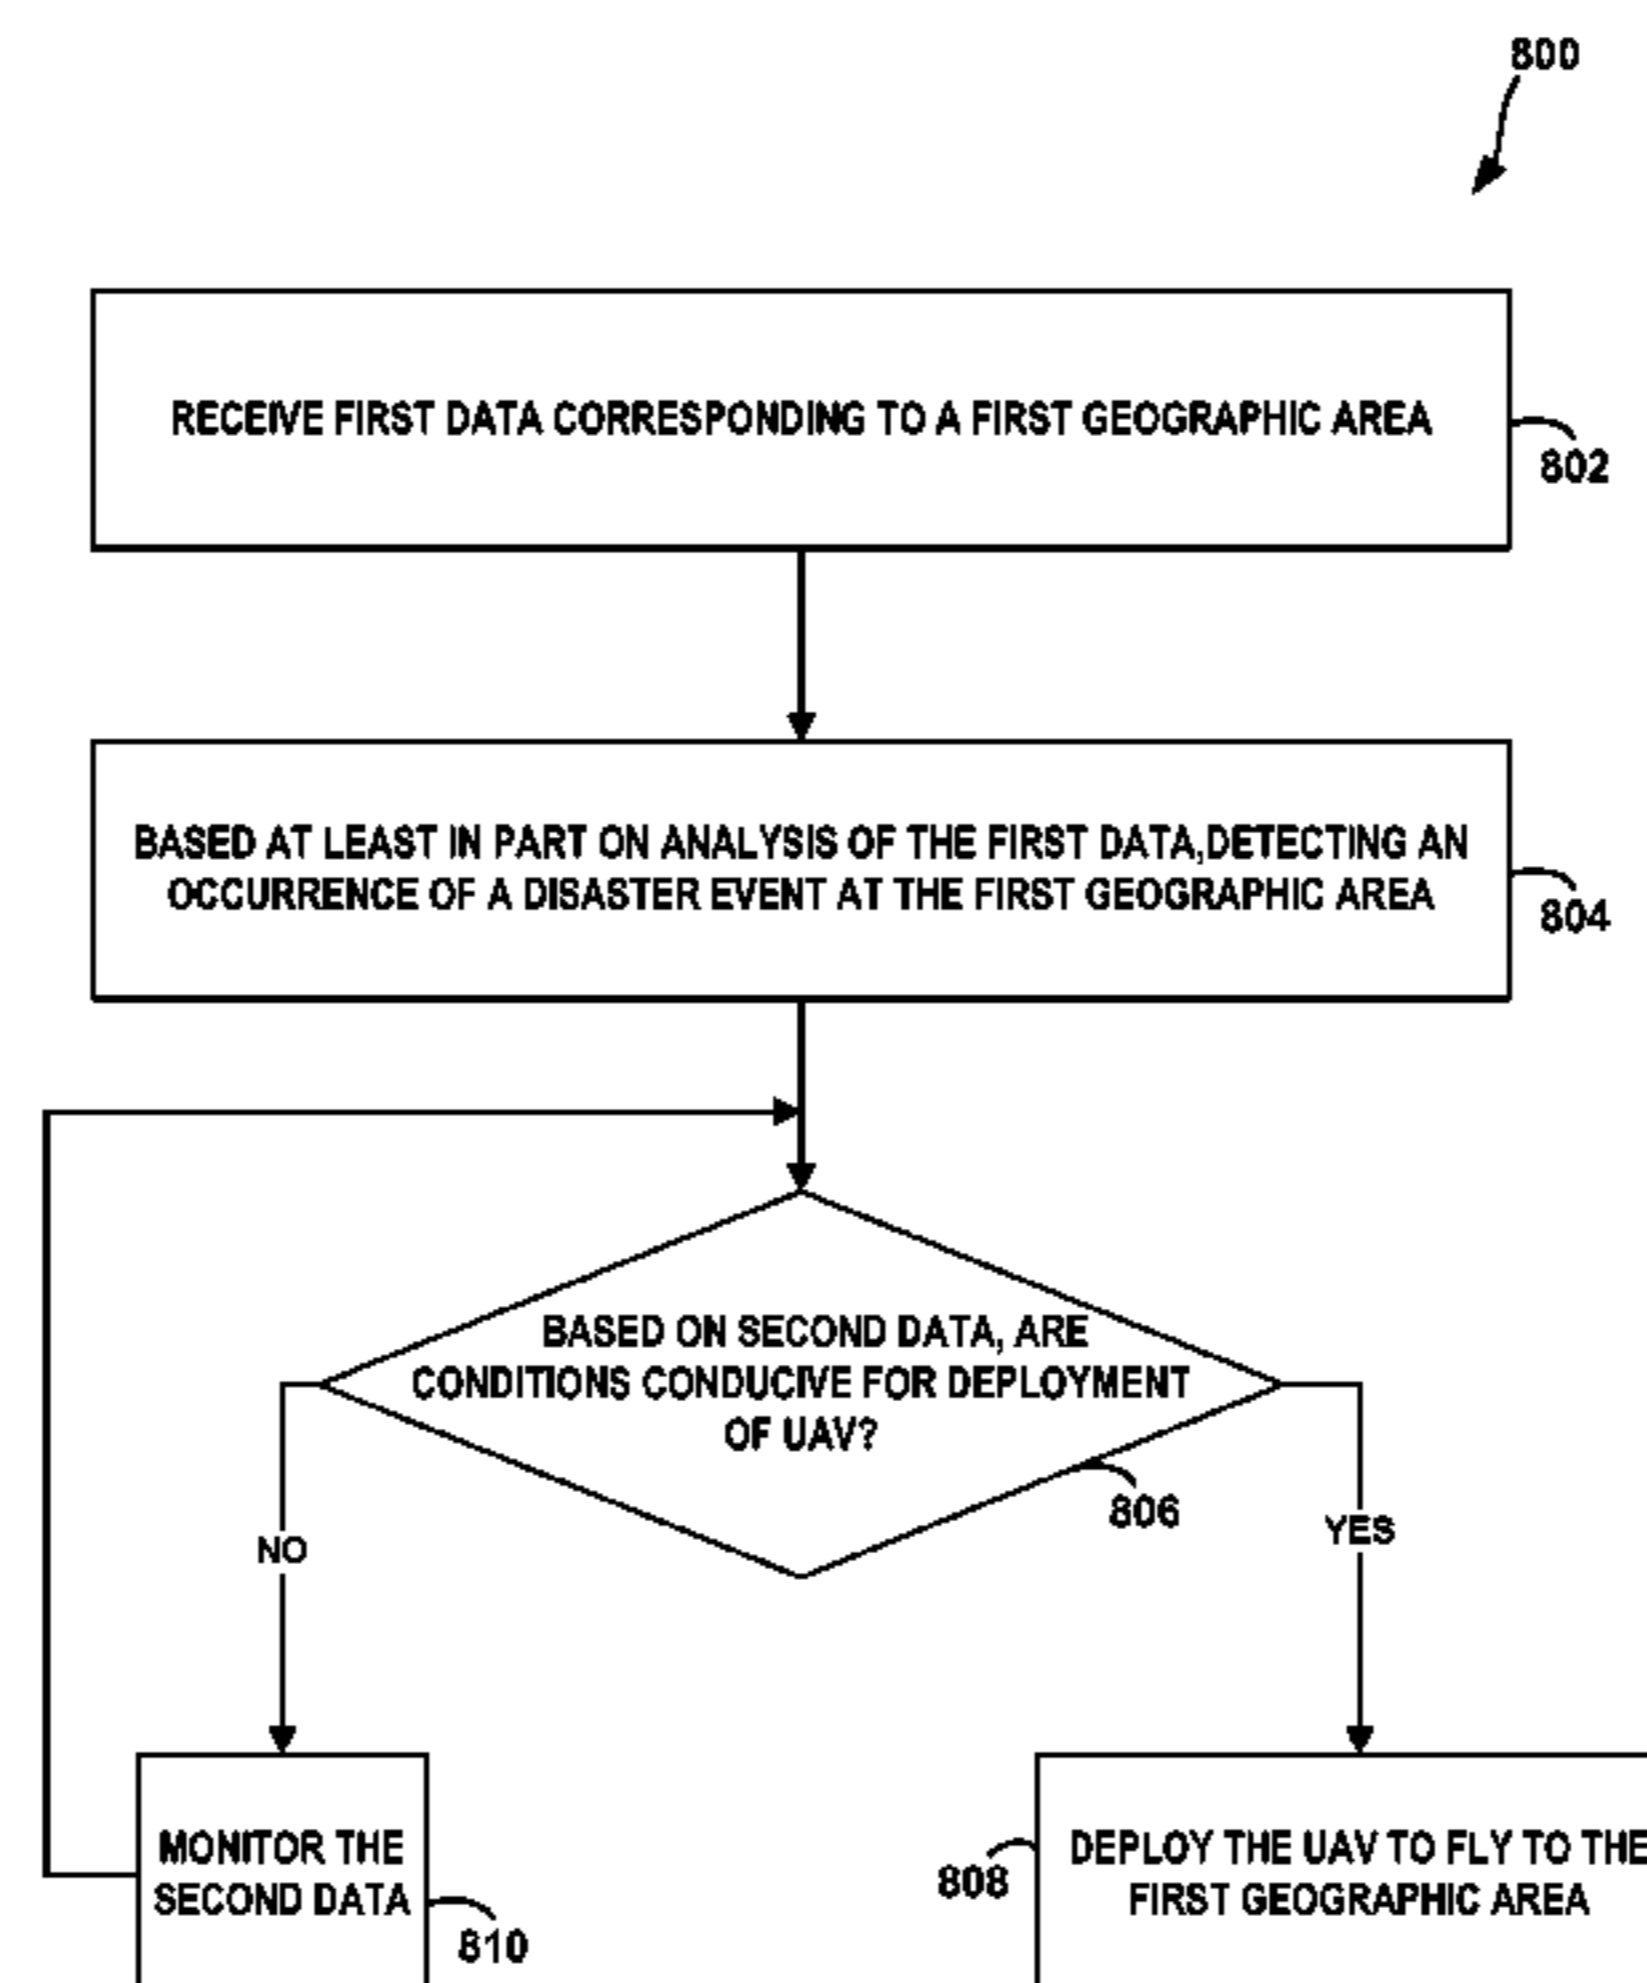 800
RECEIVE FIRST DATA CORRESPONDING TO A FIRST GEOGRAPHIC AREA
802
BASED AT LEAST IN PART ON ANALYSIS OF THE FIRST DATA,DETECTING AN
OCCURRENCE OF A DISASTER EVENT AT THE FIRST GEOGRAPHIC AREA
804
BASED ON SECOND DATA, ARE
CONDITIONS CONDUCIVE FOR DEPLOYMENT
OF UAV?
806
NO
YES
MONITOR THE
SECOND DATA
810
808
DEPLOY THE UAV TO FLY TO THE
FIRST GEOGRAPHIC AREA